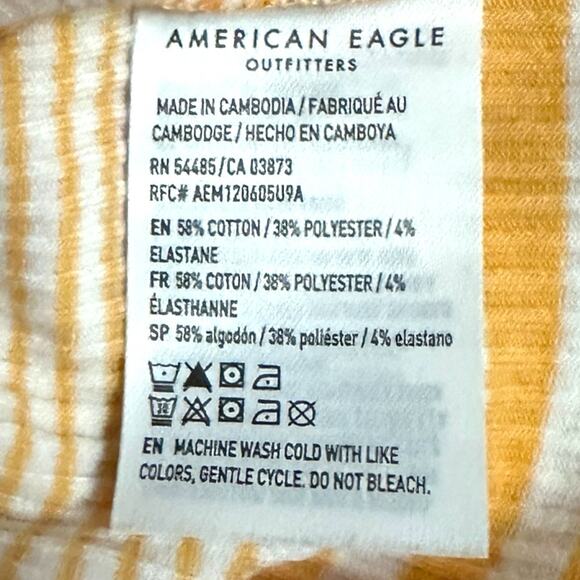 AMERICAN EAGLE
OUTFITTERS
MADE IN CAMBODIA / FABRIQUÉ AU
CAMBODGE / HECHO EN CAMBOYA
RN 54485 / CA 03873
RFC# AEM120605U9A
EN 58% COTTON / 38% POLYESTER / 4%
ELASTANE
FR 58% COTON / 38% POLYESTER / 4%
ÉLASTHANNE
SP 58% algodón / 38% poliéster / 4% elastano
30
EN MACHINE WASH COLD WITH LIKE
COLORS, GENTLE CYCLE. DO NOT BLEACH.